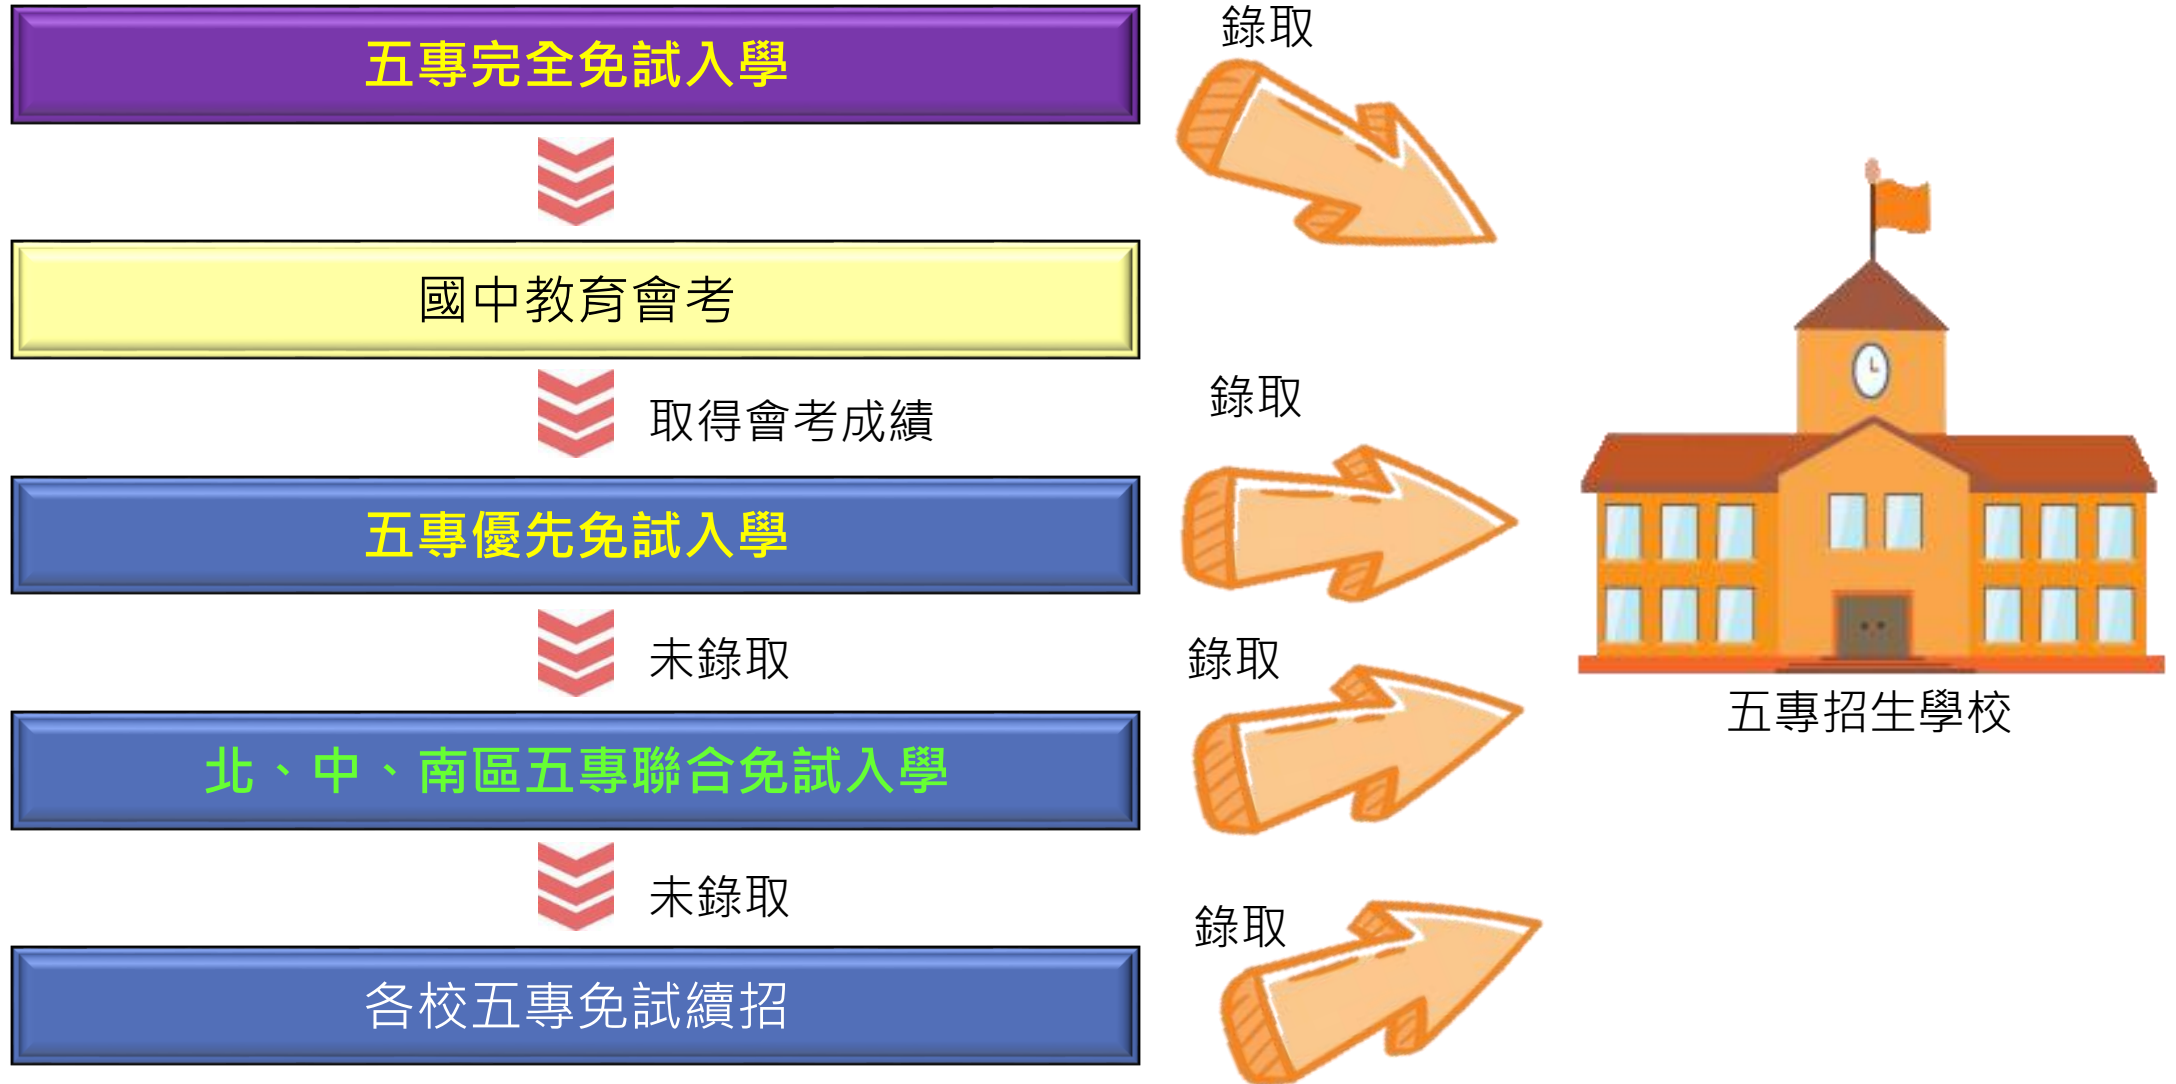 五專完全免試入學
錄取
國中教育會考
取得會考成績
錄取
五專優先免試入學
未錄取
錄取
五專招生學校
北、中、南區五專聯合免試入學
未錄取
錄取
各校五專免試續招